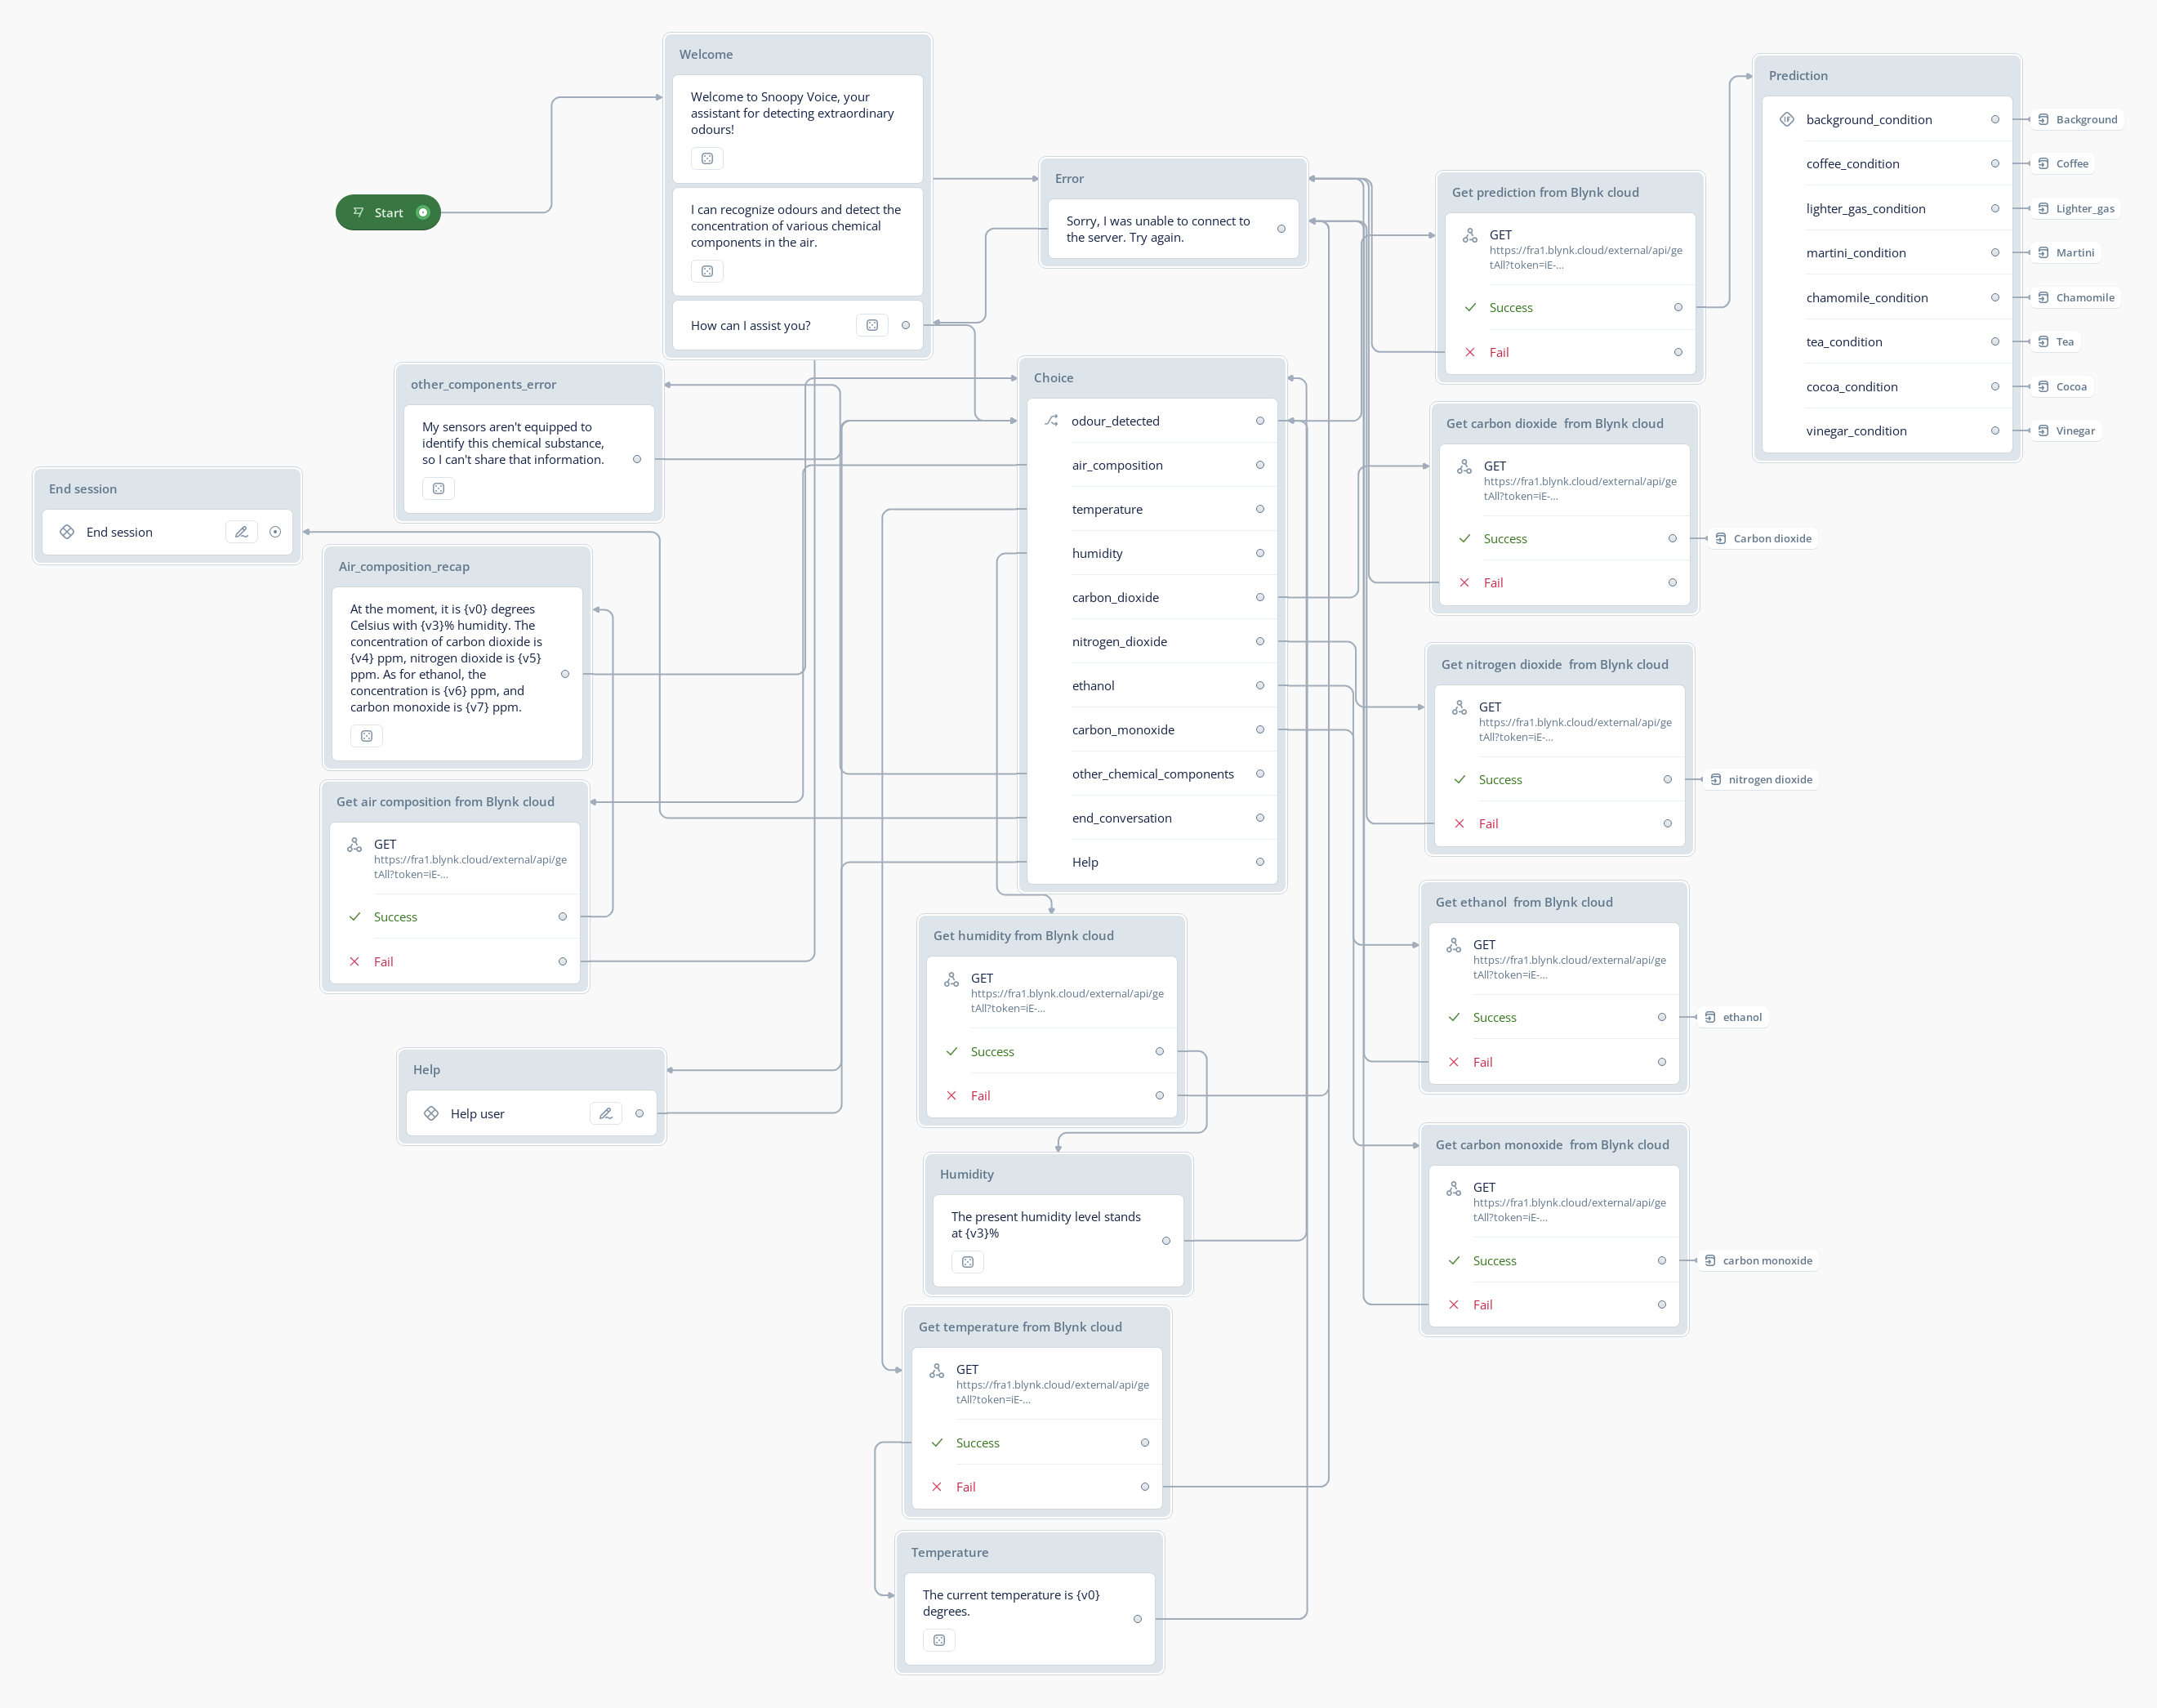 Start
Welcome
Welcome to Snoopy Voice, your
assistant for detecting extraordinary
odours!
I can recognize odours and detect the
concentration of various chemical
components in the air.
How can I assist you?
Error
Sorry, I was unable to connect to
the server. Try again.
other_components_error
My sensors aren't equipped to
identify this chemical substance,
so I can't share that information.
End session
End session
Air_composition_recap
At the moment, it is {v0} degrees
Celsius with {v3}% humidity. The
concentration of carbon dioxide is
{v4} ppm, nitrogen dioxide is {v5}
ppm. As for ethanol, the
concentration is {v6} ppm, and
carbon monoxide is {v7} ppm.
Get air composition from Blynk cloud
GET
https://fra1.blynk.cloud/external/api/ge
tAll?token=iE-...
Success
Fail
Help
Help user
Choice
odour_detected
air_composition
temperature
humidity
carbon_dioxide
nitrogen_dioxide
ethanol
carbon_monoxide
other_chemical_components
end_conversation
Help
Get humidity from Blynk cloud
GET
https://fra1.blynk.cloud/external/api/ge
tAll?token=iE-...
Success
Fail
Humidity
The present humidity level stands
at {v3}%
Get temperature from Blynk cloud
GET
https://fra1.blynk.cloud/external/api/ge
tAll?token=iE-...
Success
Fail
Temperature
The current temperature is {v0}
degrees.
Get prediction from Blynk cloud
GET
https://fra1.blynk.cloud/external/api/ge
tAll?token=iE-...
Success
Fail
Get carbon dioxide  from Blynk cloud
GET
https://fra1.blynk.cloud/external/api/ge
tAll?token=iE-...
Success
Carbon dioxide
Fail
Get nitrogen dioxide  from Blynk cloud
GET
https://fra1.blynk.cloud/external/api/ge
tAll?token=iE-...
Success
nitrogen dioxide
Fail
Get ethanol  from Blynk cloud
GET
https://fra1.blynk.cloud/external/api/ge
tAll?token=iE-...
Success
ethanol
Fail
Get carbon monoxide  from Blynk cloud
GET
https://fra1.blynk.cloud/external/api/ge
tAll?token=iE-...
Success
carbon monoxide
Fail
Prediction
IF
background_condition
Background
coffee_condition
Coffee
lighter_gas_condition
Lighter_gas
martini_condition
Martini
chamomile_condition
Chamomile
tea_condition
Tea
cocoa_condition
Cocoa
vinegar_condition
Vinegar